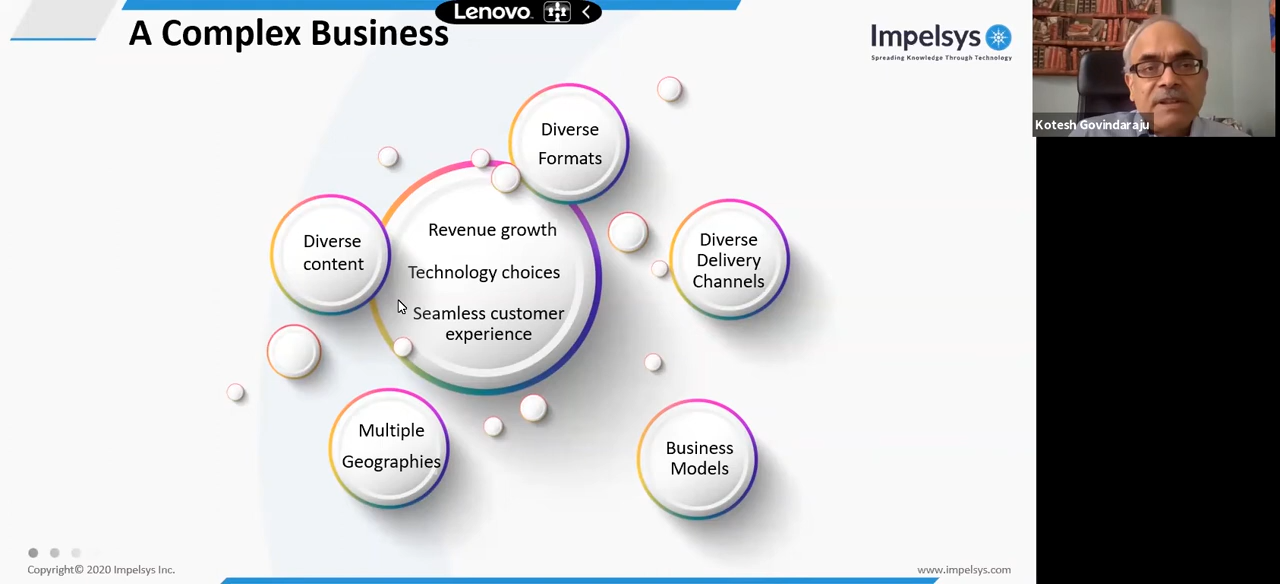 Lenovo
A Complex Business
Impelsys
Spreading Knowledge Through Technology
Kotesh Govindaraju
Diverse
Formats
Diverse
content
Revenue growth
Technology choices
Seamless customer
experience
Diverse
Delivery
Channels
Multiple
Geographies
Business
Models
Copyright© 2020 Impelsys Inc.
www.impelsys.com